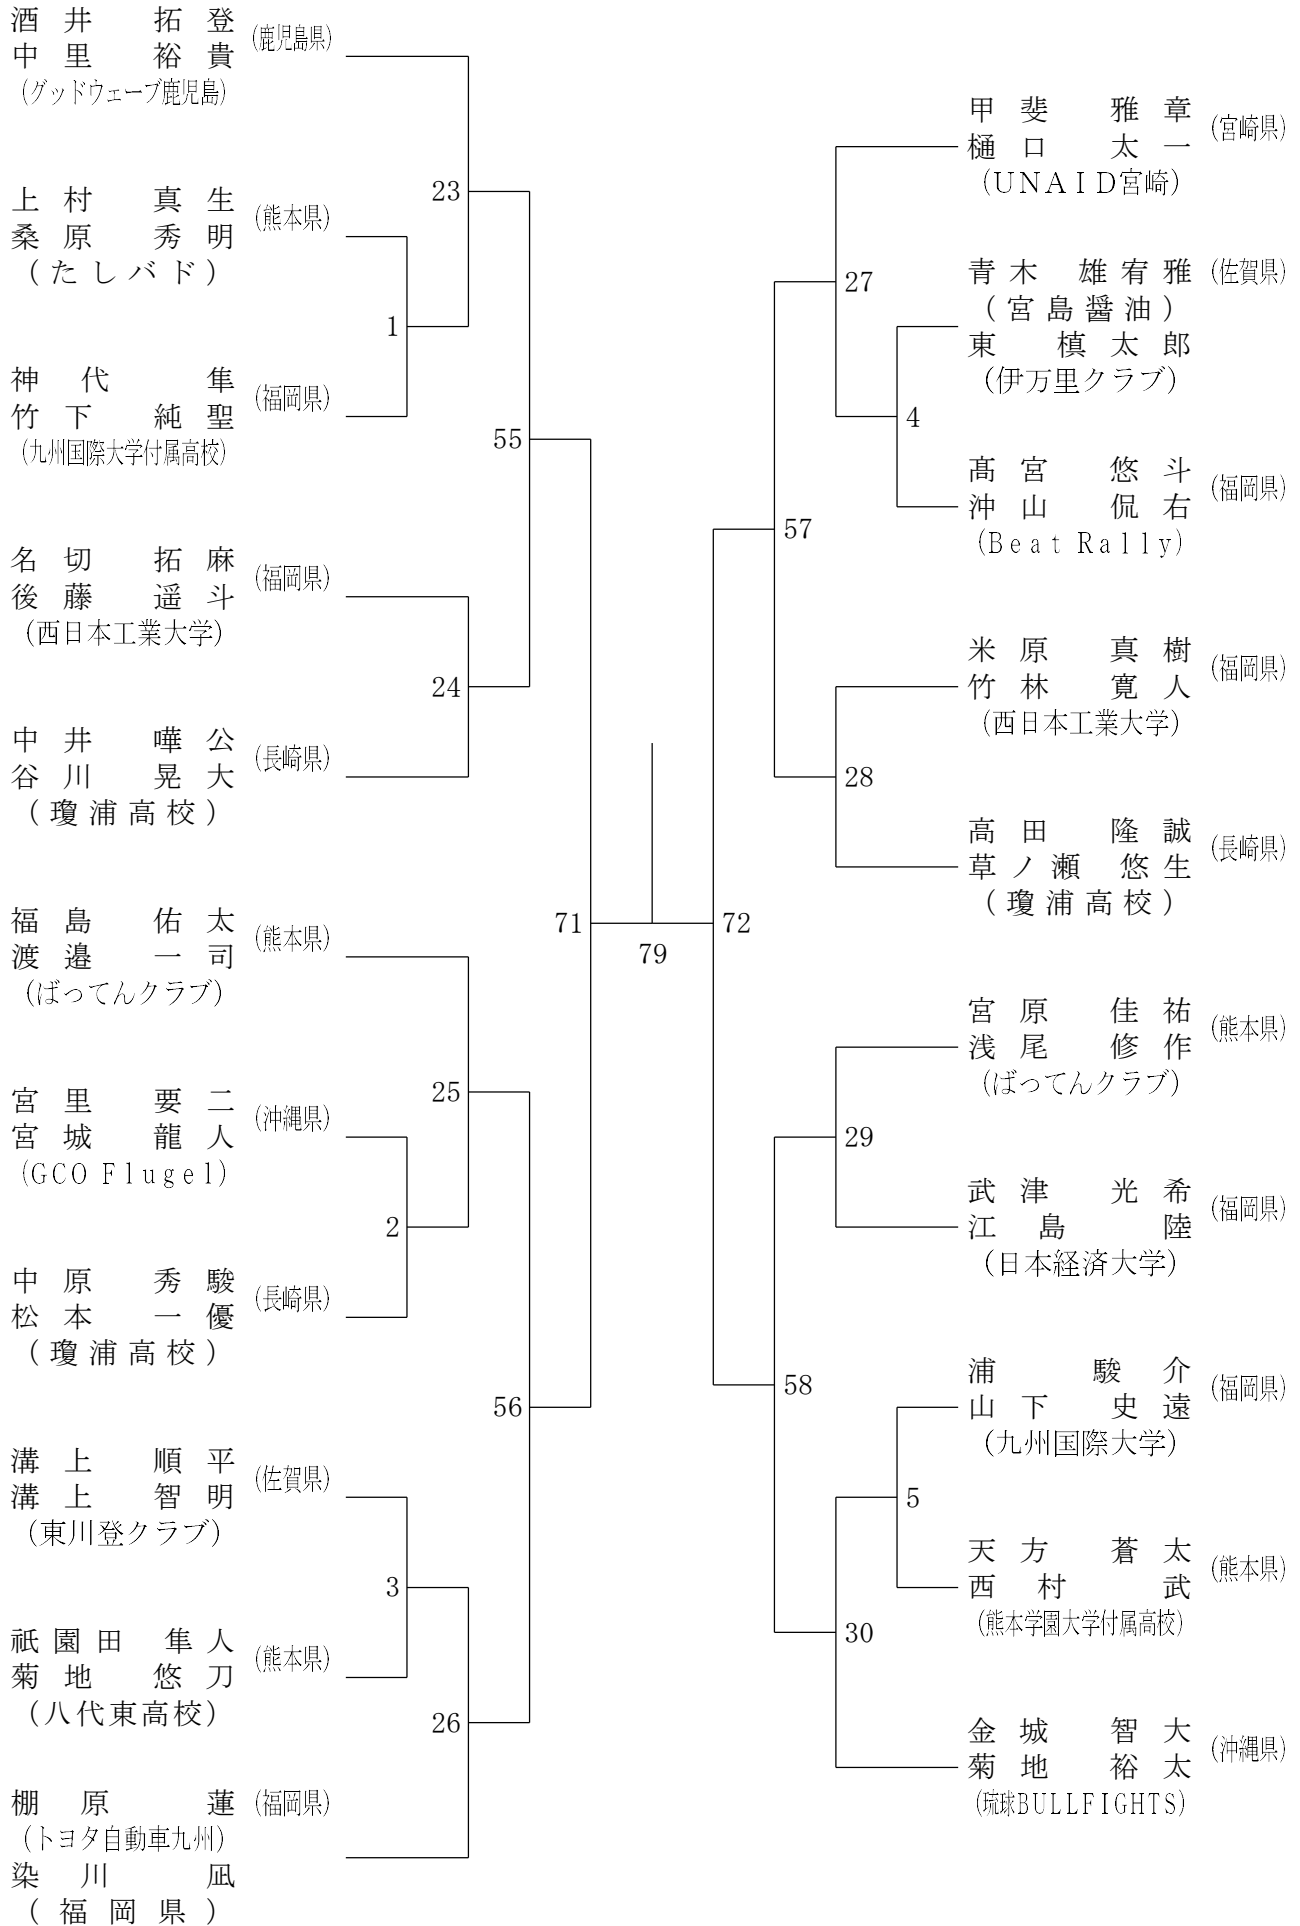 酒井 拓登 (鹿児島県)
中里 裕貴
(グッドウェーブ鹿児島)
上村 真生 (熊本県)
桑原 秀明
(たしバド)
神代 隼 (福岡県)
竹下 純聖
(九州国際大学付属高校)
名切 拓麻 (福岡県)
後藤 遥斗
(西日本工業大学)
中井 嘩公 (長崎県)
谷川 晃大
(瓊浦高校)
福島 佑太 (熊本県)
渡邉 一司
(ばってんクラブ)
宮里 要二 (沖縄県)
宮城 龍人
(GCO Flugel)
中原 秀駿 (長崎県)
松本 一優
(瓊浦高校)
溝上 順平 (佐賀県)
溝上 智明
(東川登クラブ)
祇園田 隼人 (熊本県)
菊地 悠刀
(八代東高校)
棚原 蓮 (福岡県)
(トヨタ自動車九州)
染川 凪
(福岡県)
1
2
3
23
24
25
26
55
56
71
79
72
57
58
27
28
29
30
4
5
甲斐 雅章 (宮崎県)
樋口 太一
(UNAID宮崎)
青木 雄宥雅 (佐賀県)
(宮島醤油)
東 槙太郎
(伊万里クラブ)
髙宮 悠斗 (福岡県)
沖山 侃右
(Beat Rally)
米原 真樹 (福岡県)
竹林 寛人
(西日本工業大学)
高田 隆誠 (長崎県)
草ノ瀬 悠生
(瓊浦高校)
宮原 佳祐 (熊本県)
浅尾 修作
(ばってんクラブ)
武津 光希 (福岡県)
江島 陸
(日本経済大学)
浦 駿介 (福岡県)
山下 史遠
(九州国際大学)
天方 蒼太 (熊本県)
西村 武
(熊本学園大学付属高校)
金城 智大 (沖縄県)
菊地 裕太
(琉球BULLFIGHTS)